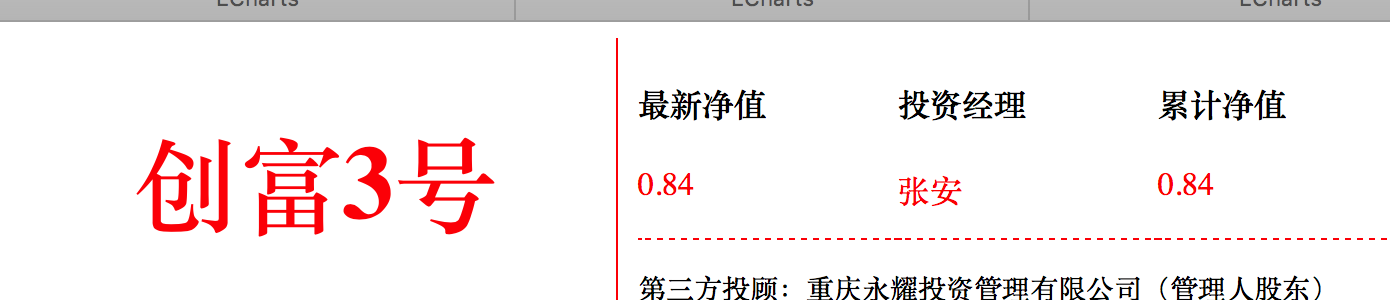 ECharts ECharts ECharts
创富3号
最新净值 投资经理 累计净值
0.84 张安 0.84
第三方投顾：重庆永耀投资管理有限公司（管理人股东）